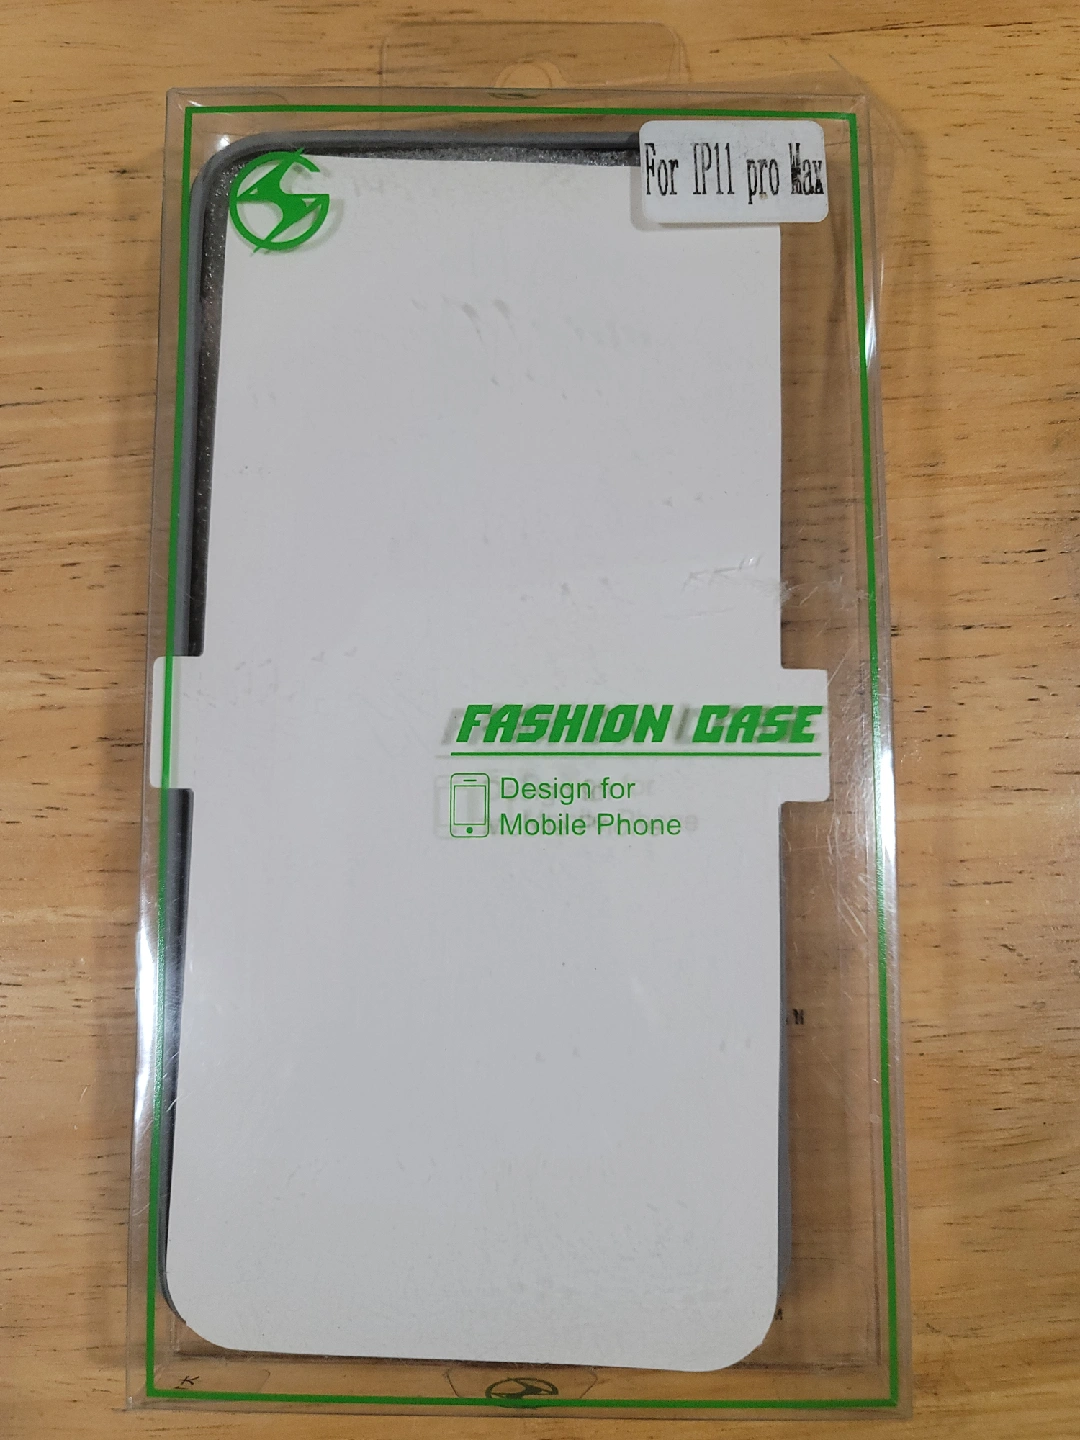 For IP11 pro Max
FASHION CASE
Design for
Mobile Phone